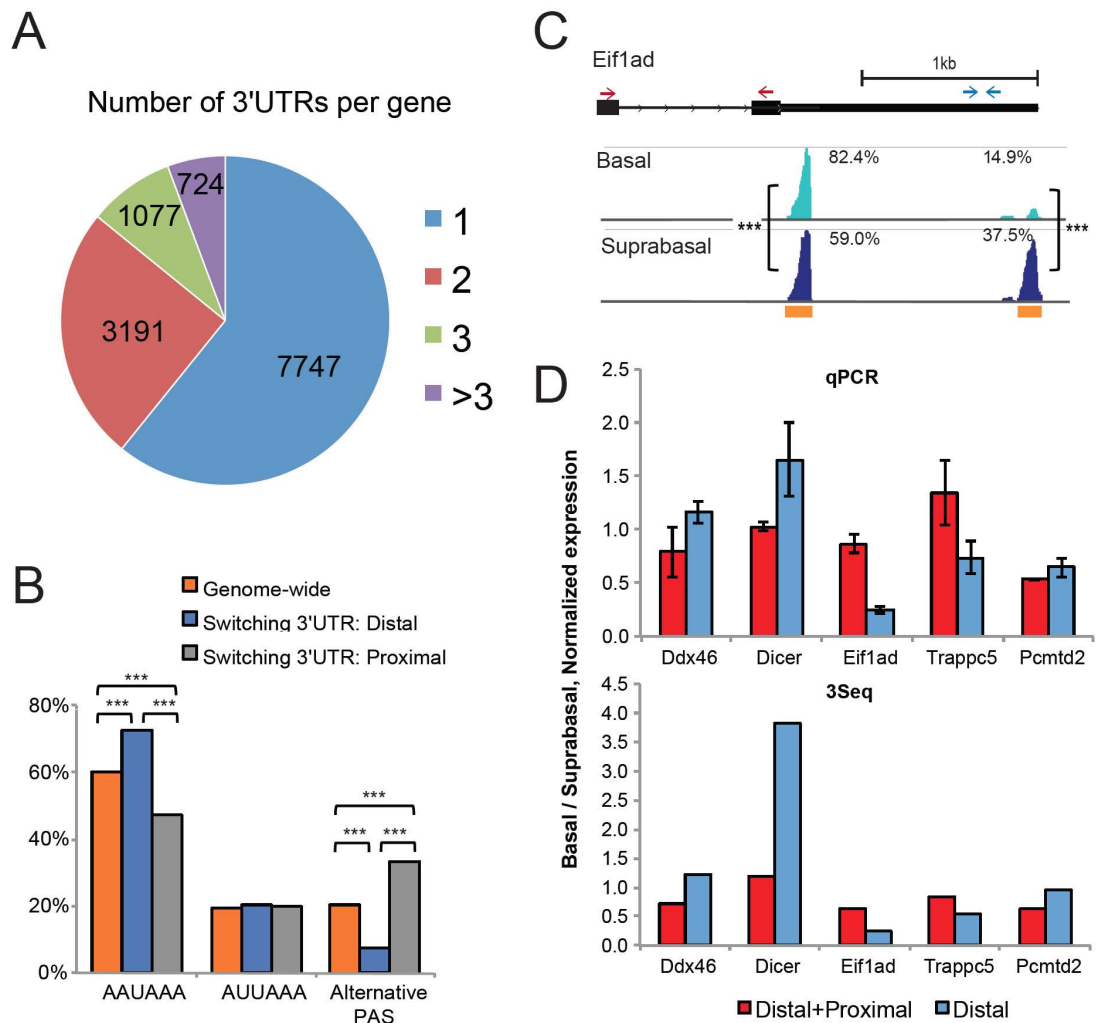 A
Number of 3'UTRs per gene
724
1077
3191
7747
1
2
3
>3
B
Genome-wide
Switching 3'UTR: Distal
Switching 3'UTR: Proximal
***
*** ***
***
*** ***
80%
60%
40%
20%
0%
AAUAAA
AUUAAA
Alternative
PAS
C
Eif1ad
1kb
Basal
82.4%
14.9%
***
***
Suprabasal
59.0%
37.5%
D
qPCR
2.5
2.0
1.5
1.0
0.5
0.0
Ddx46
Dicer
Eif1ad
Trappc5
Pcmtd2
Basal / Suprabasal, Normalized expression
3Seq
4.5
4.0
3.5
3.0
2.5
2.0
1.5
1.0
0.5
0.0
Ddx46
Dicer
Eif1ad
Trappc5
Pcmtd2
Distal+Proximal
Distal